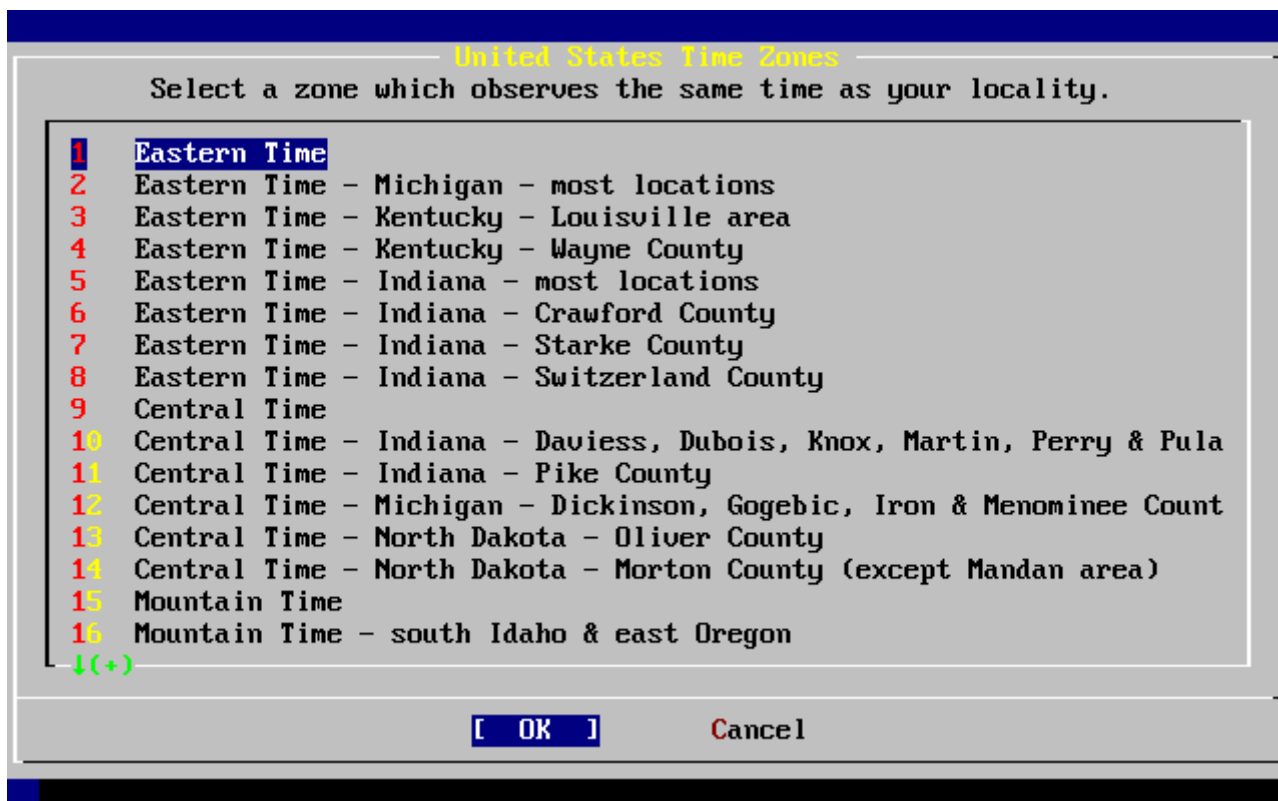 United States Time Zones
Select a zone which observes the same time as your locality.
1 Eastern Time
2 Eastern Time - Michigan - most locations
3 Eastern Time - Kentucky - Louisville area
4 Eastern Time - Kentucky - Wayne County
5 Eastern Time - Indiana - most locations
6 Eastern Time - Indiana - Crawford County
7 Eastern Time - Indiana - Starke County
8 Eastern Time - Indiana - Switzerland County
9 Central Time
10 Central Time - Indiana - Daviess, Dubois, Knox, Martin, Perry & Pula
11 Central Time - Indiana - Pike County
12 Central Time - Michigan - Dickinson, Gogebic, Iron & Menominee Count
13 Central Time - North Dakota - Oliver County
14 Central Time - North Dakota - Morton County (except Mandan area)
15 Mountain Time
16 Mountain Time - south Idaho & east Oregon
↓(+)
[ OK ] Cancel